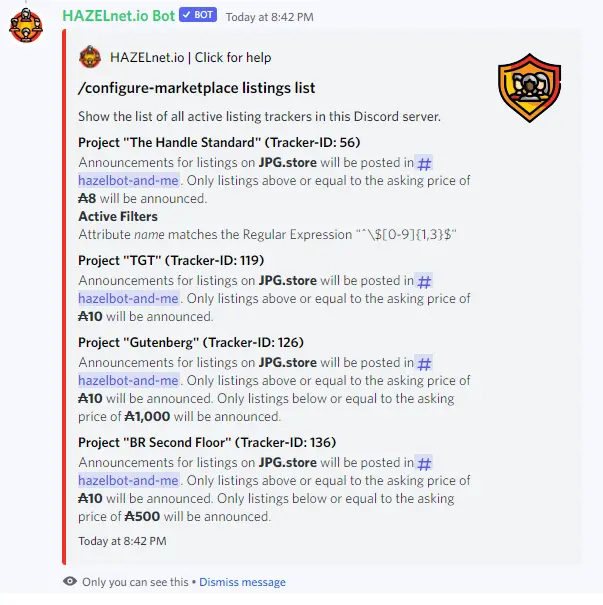 HAZELnet.io Bot ✓ BOT Today at 8:42 PM
HAZELnet.io | Click for help
/configure-marketplace listings list
Show the list of all active listing trackers in this Discord server.
Project "The Handle Standard" (Tracker-ID: 56)
Announcements for listings on JPG.store will be posted in #
hazelbot-and-me. Only listings above or equal to the asking price of
₳8 will be announced.
Active Filters
Attribute name matches the Regular Expression "^\$[0-9]{1,3}$"
Project "TGT" (Tracker-ID: 119)
Announcements for listings on JPG.store will be posted in #
hazelbot-and-me. Only listings above or equal to the asking price of
₳10 will be announced.
Project "Gutenberg" (Tracker-ID: 126)
Announcements for listings on JPG.store will be posted in #
hazelbot-and-me. Only listings above or equal to the asking price of
₳10 will be announced. Only listings below or equal to the asking
price of ₳1,000 will be announced.
Project "BR Second Floor" (Tracker-ID: 136)
Announcements for listings on JPG.store will be posted in #
hazelbot-and-me. Only listings above or equal to the asking price of
₳10 will be announced. Only listings below or equal to the asking
price of ₳500 will be announced.
Today at 8:42 PM
Only you can see this • Dismiss message